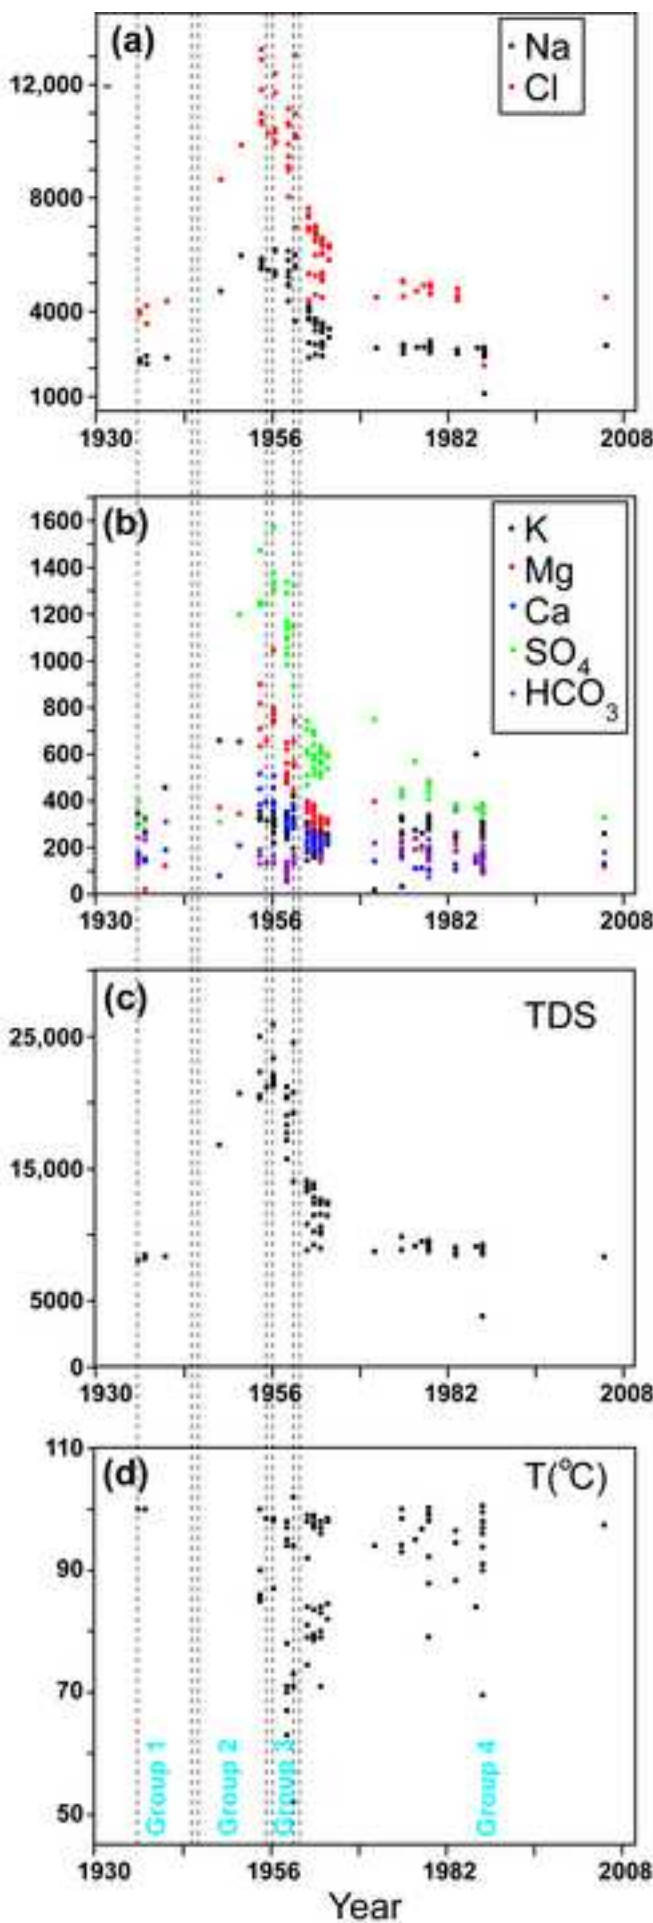 (a)
Na
Cl
12,000
8000
4000
1000
1930 1956 1982 2008
(b)
K
Mg
Ca
SO4
HCO3
1600
1400
1200
1000
800
600
400
200
0
1930 1956 1982 2008
(c)
TDS
25,000
15,000
5000
0
1930 1956 1982 2008
(d)
T(°C)
110
90
70
50
Group 1
Group 2
Group 3
Group 4
1930 1956 1982 2008
Year